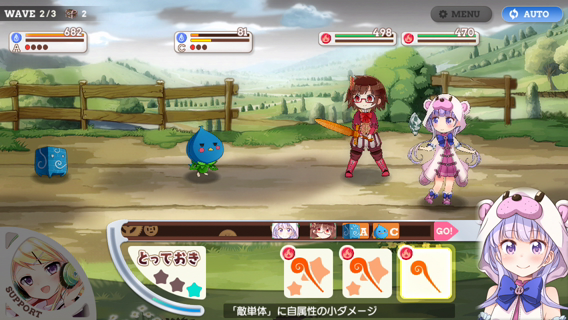 WAVE 2/3 2
MENU
AUTO
682
A
81
C
498
470
A
C
GO!
とっておき
SUPPORT
「敵単体」に自属性の小ダメージ